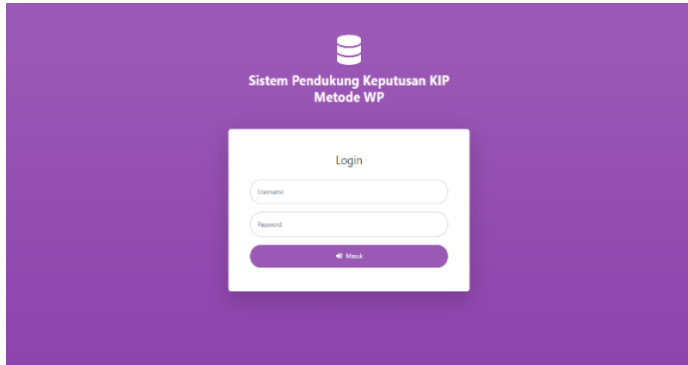 Sistem Pendukung Keputusan KIP
Metode WP
Login
Username
Password
Masuk